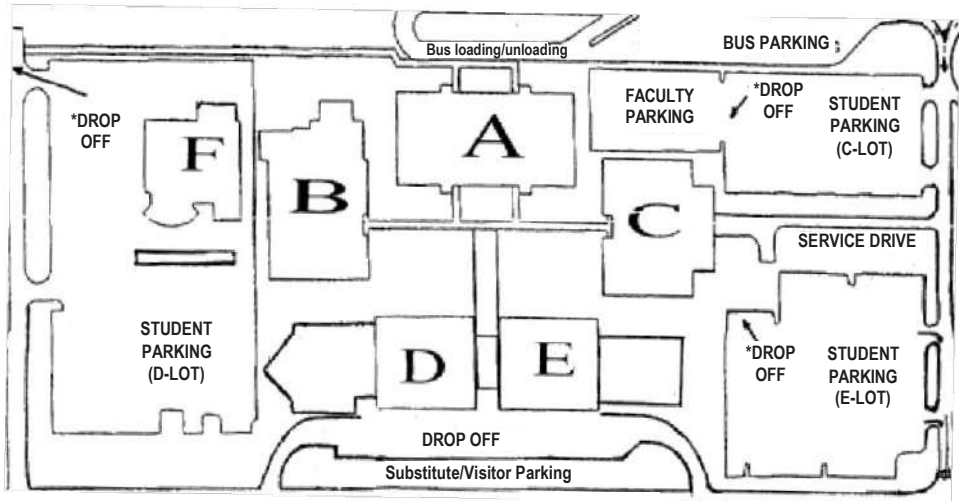 Bus loading/unloading
BUS PARKING
*DROP
OFF
F
B
A
FACULTY
PARKING
*DROP
OFF
STUDENT
PARKING
(C-LOT)
C
SERVICE DRIVE
STUDENT
PARKING
(D-LOT)
D
E
*DROP
OFF
STUDENT
PARKING
(E-LOT)
DROP OFF
Substitute/Visitor Parking